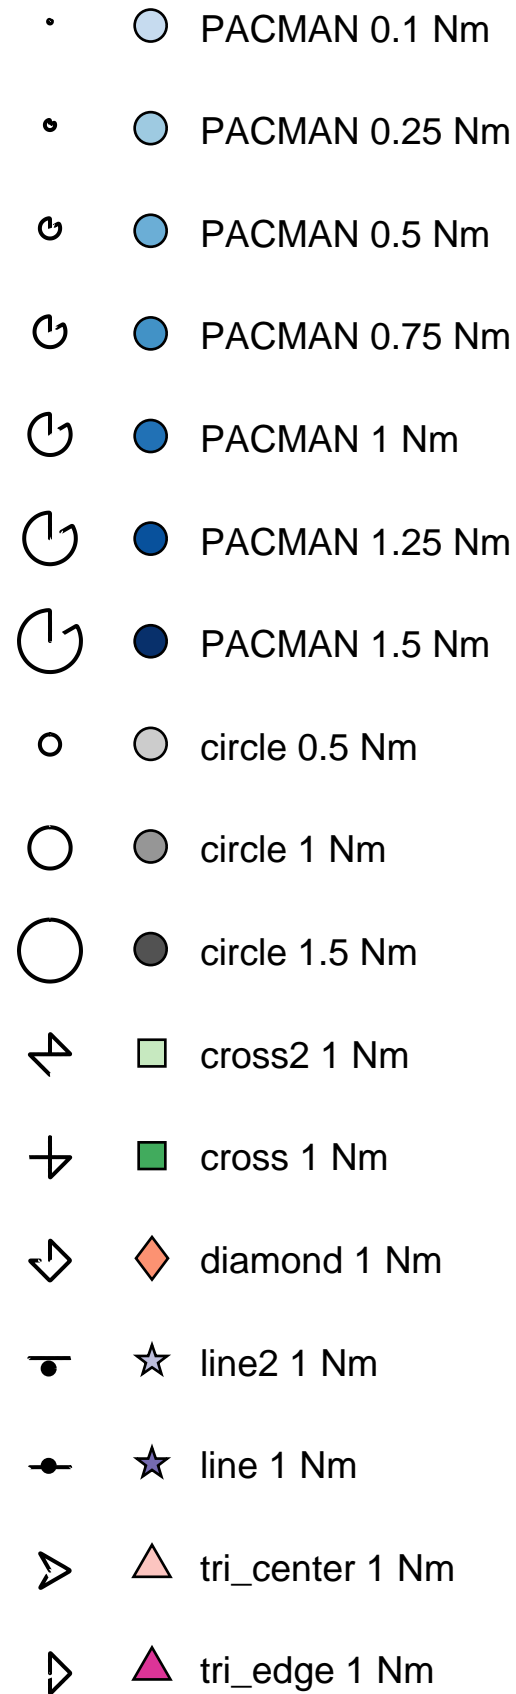 PACMAN 0.1 Nm
PACMAN 0.25 Nm
PACMAN 0.5 Nm
PACMAN 0.75 Nm
PACMAN 1 Nm
PACMAN 1.25 Nm
PACMAN 1.5 Nm
circle 0.5 Nm
circle 1 Nm
circle 1.5 Nm
cross2 1 Nm
cross 1 Nm
diamond 1 Nm
line2 1 Nm
line 1 Nm
tri_center 1 Nm
tri_edge 1 Nm